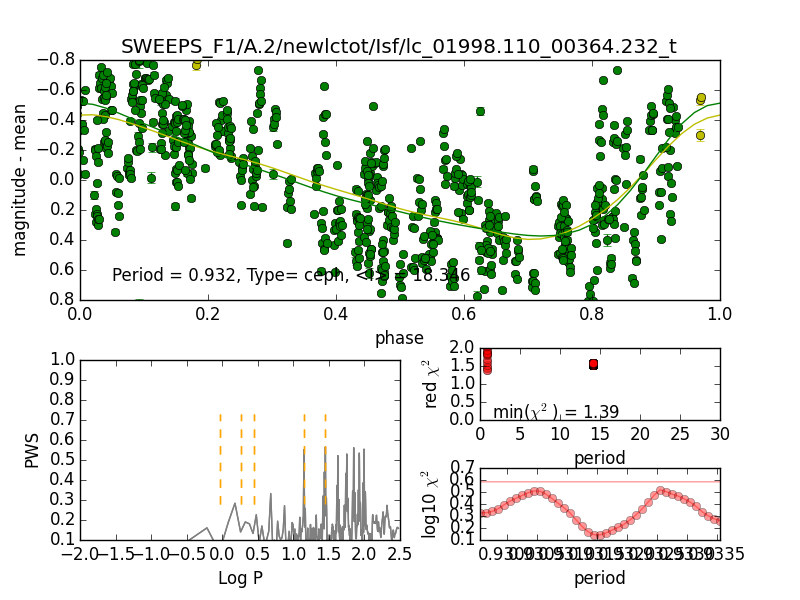 SWEEPS_F1/A.2/newlctot/Isf/lc_01998.110_00364.232_t
−0.8
−0.6
−0.4
−0.2
0.0
0.2
0.4
0.6
0.8
magnitude - mean
Period = 0.932, Type= ceph, <I> = 18.346
0.0 0.2 0.4 0.6 0.8 1.0
phase
1.0
0.9
0.8
0.7
0.6
0.5
0.4
0.3
0.2
0.1
PWS
−2.0 −1.5 −1.0 −0.5 0.0 0.5 1.0 1.5 2.0 2.5
Log P
2.0
1.5
1.0
0.5
0.0
red χ²
min(χ²) = 1.39
0 5 10 15 20 25 30
period
0.7
0.6
0.5
0.4
0.3
0.2
0.1
log10 χ²
period